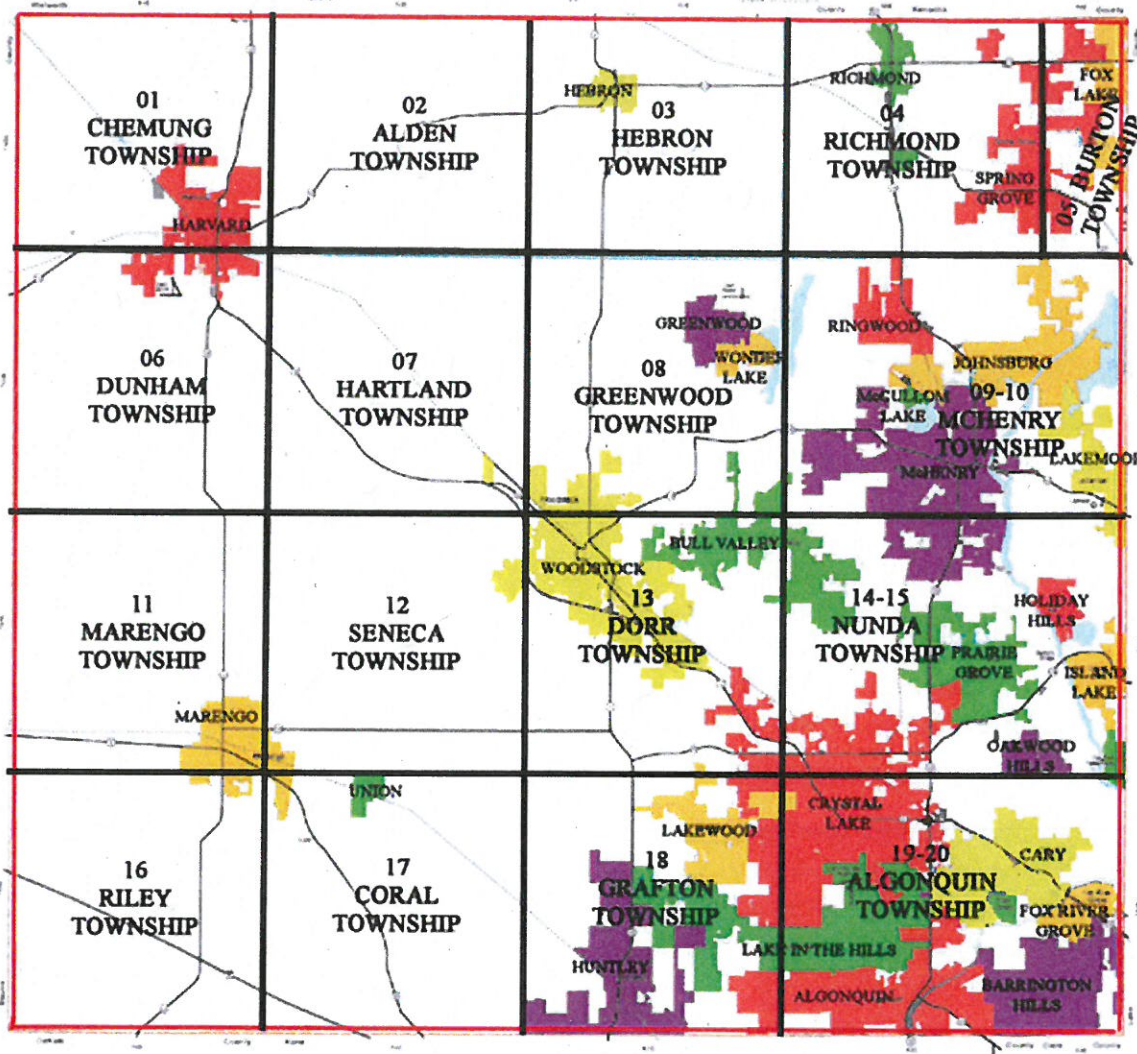 01
CHEMUNG
TOWNSHIP
HARVARD
02
ALDEN
TOWNSHIP
HEBRON
03
HEBRON
TOWNSHIP
RICHMOND
04
RICHMOND
TOWNSHIP
SPRING
GROVE
FOX
LAKE
05 BURTON
TOWNSHIP
06
DUNHAM
TOWNSHIP
07
HARTLAND
TOWNSHIP
GREENWOOD
WONDER
LAKE
08
GREENWOOD
TOWNSHIP
RINGWOOD
JOHNSBURG
McCULLOM
LAKE
09-10
MCHENRY
TOWNSHIP
McHENRY
LAKEMOOR
11
MARENGO
TOWNSHIP
MARENGO
12
SENECA
TOWNSHIP
WOODSTOCK
BULL VALLEY
13
DORR
TOWNSHIP
14-15
NUNDA
TOWNSHIP
HOLIDAY
HILLS
PRAIRIE
GROVE
ISLAND
LAKE
OAKWOOD
HILLS
16
RILEY
TOWNSHIP
UNION
17
CORAL
TOWNSHIP
LAKEWOOD
18
GRAFTON
TOWNSHIP
HUNTLEY
CRYSTAL
LAKE
19-20
ALGONQUIN
TOWNSHIP
CARY
FOX RIVER
GROVE
LAKE IN THE HILLS
ALGONQUIN
BARRINGTON
HILLS